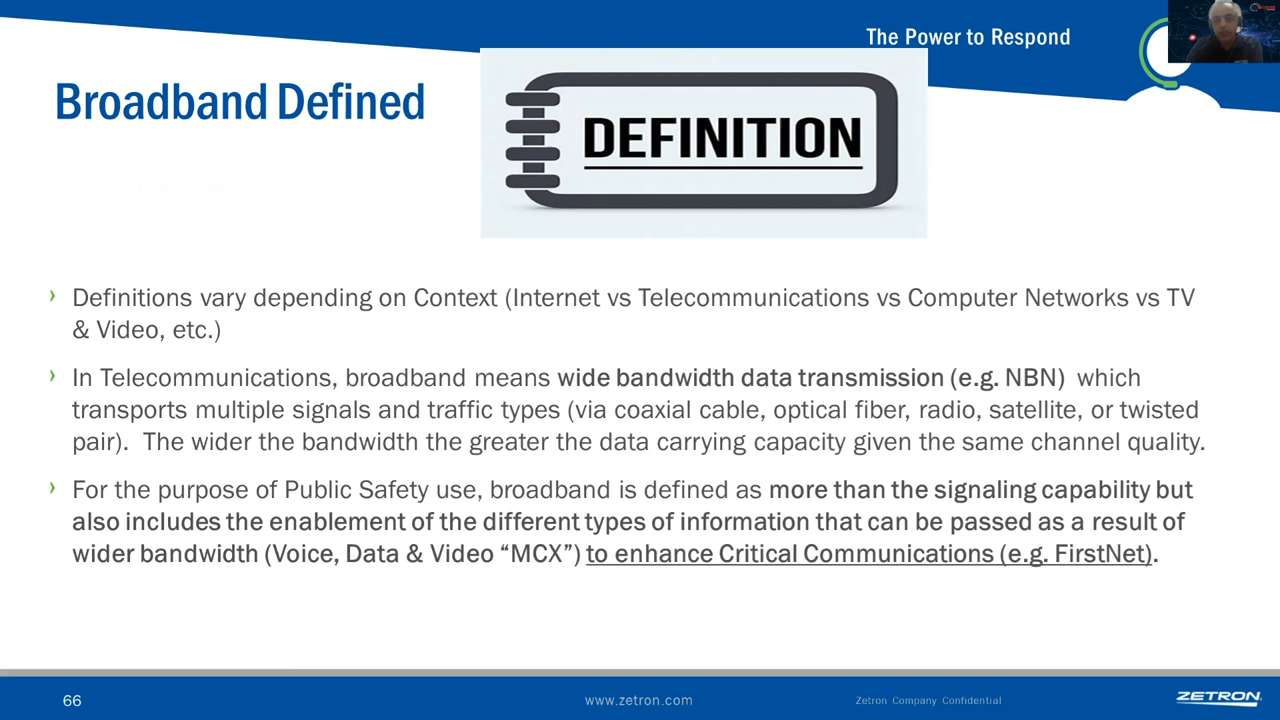 The Power to Respond
Broadband Defined
DEFINITION
› Definitions vary depending on Context (Internet vs Telecommunications vs Computer Networks vs TV
& Video, etc.)
› In Telecommunications, broadband means wide bandwidth data transmission (e.g. NBN) which
transports multiple signals and traffic types (via coaxial cable, optical fiber, radio, satellite, or twisted
pair). The wider the bandwidth the greater the data carrying capacity given the same channel quality.
› For the purpose of Public Safety use, broadband is defined as more than the signaling capability but
also includes the enablement of the different types of information that can be passed as a result of
wider bandwidth (Voice, Data & Video “MCX”) to enhance Critical Communications (e.g. FirstNet).
66
www.zetron.com
Zetron Company Confidential
ZETRON